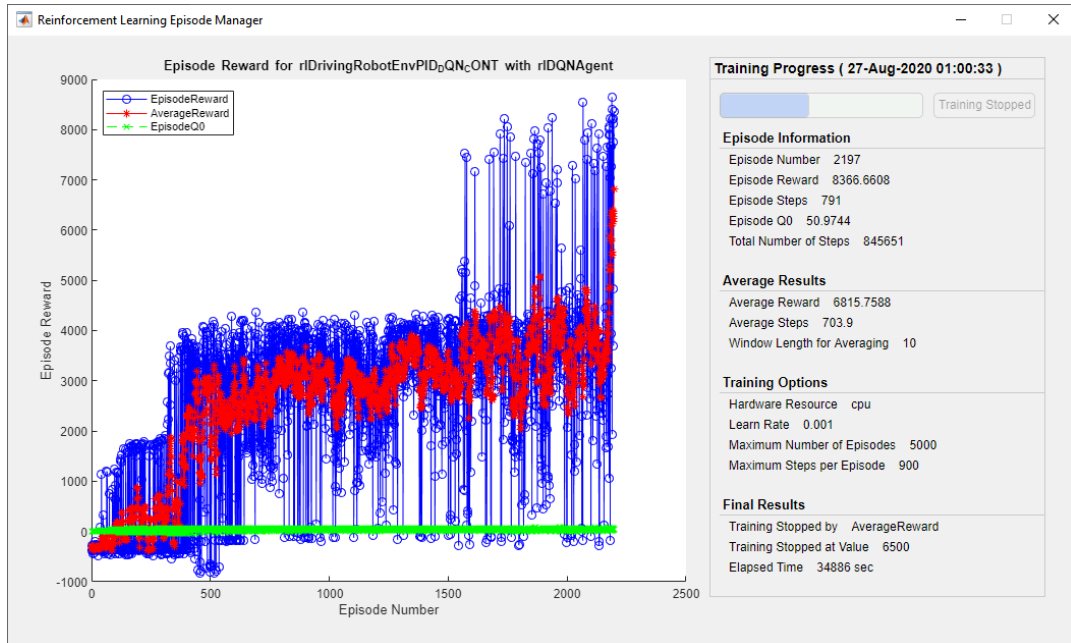 Reinforcement Learning Episode Manager
Episode Reward for rlDrivingRobotEnvPID_DQN_CONT with rlDQNAgent
EpisodeReward
AverageReward
EpisodeQ0
Episode Reward
9000
8000
7000
6000
5000
4000
3000
2000
1000
0
-1000
0
500
1000
1500
2000
2500
Episode Number
Training Progress ( 27-Aug-2020 01:00:33 )
Training Stopped
Episode Information
Episode Number 2197
Episode Reward 8366.6608
Episode Steps 791
Episode Q0 50.9744
Total Number of Steps 845651
Average Results
Average Reward 6815.7588
Average Steps 703.9
Window Length for Averaging 10
Training Options
Hardware Resource cpu
Learn Rate 0.001
Maximum Number of Episodes 5000
Maximum Steps per Episode 900
Final Results
Training Stopped by AverageReward
Training Stopped at Value 6500
Elapsed Time 34886 sec